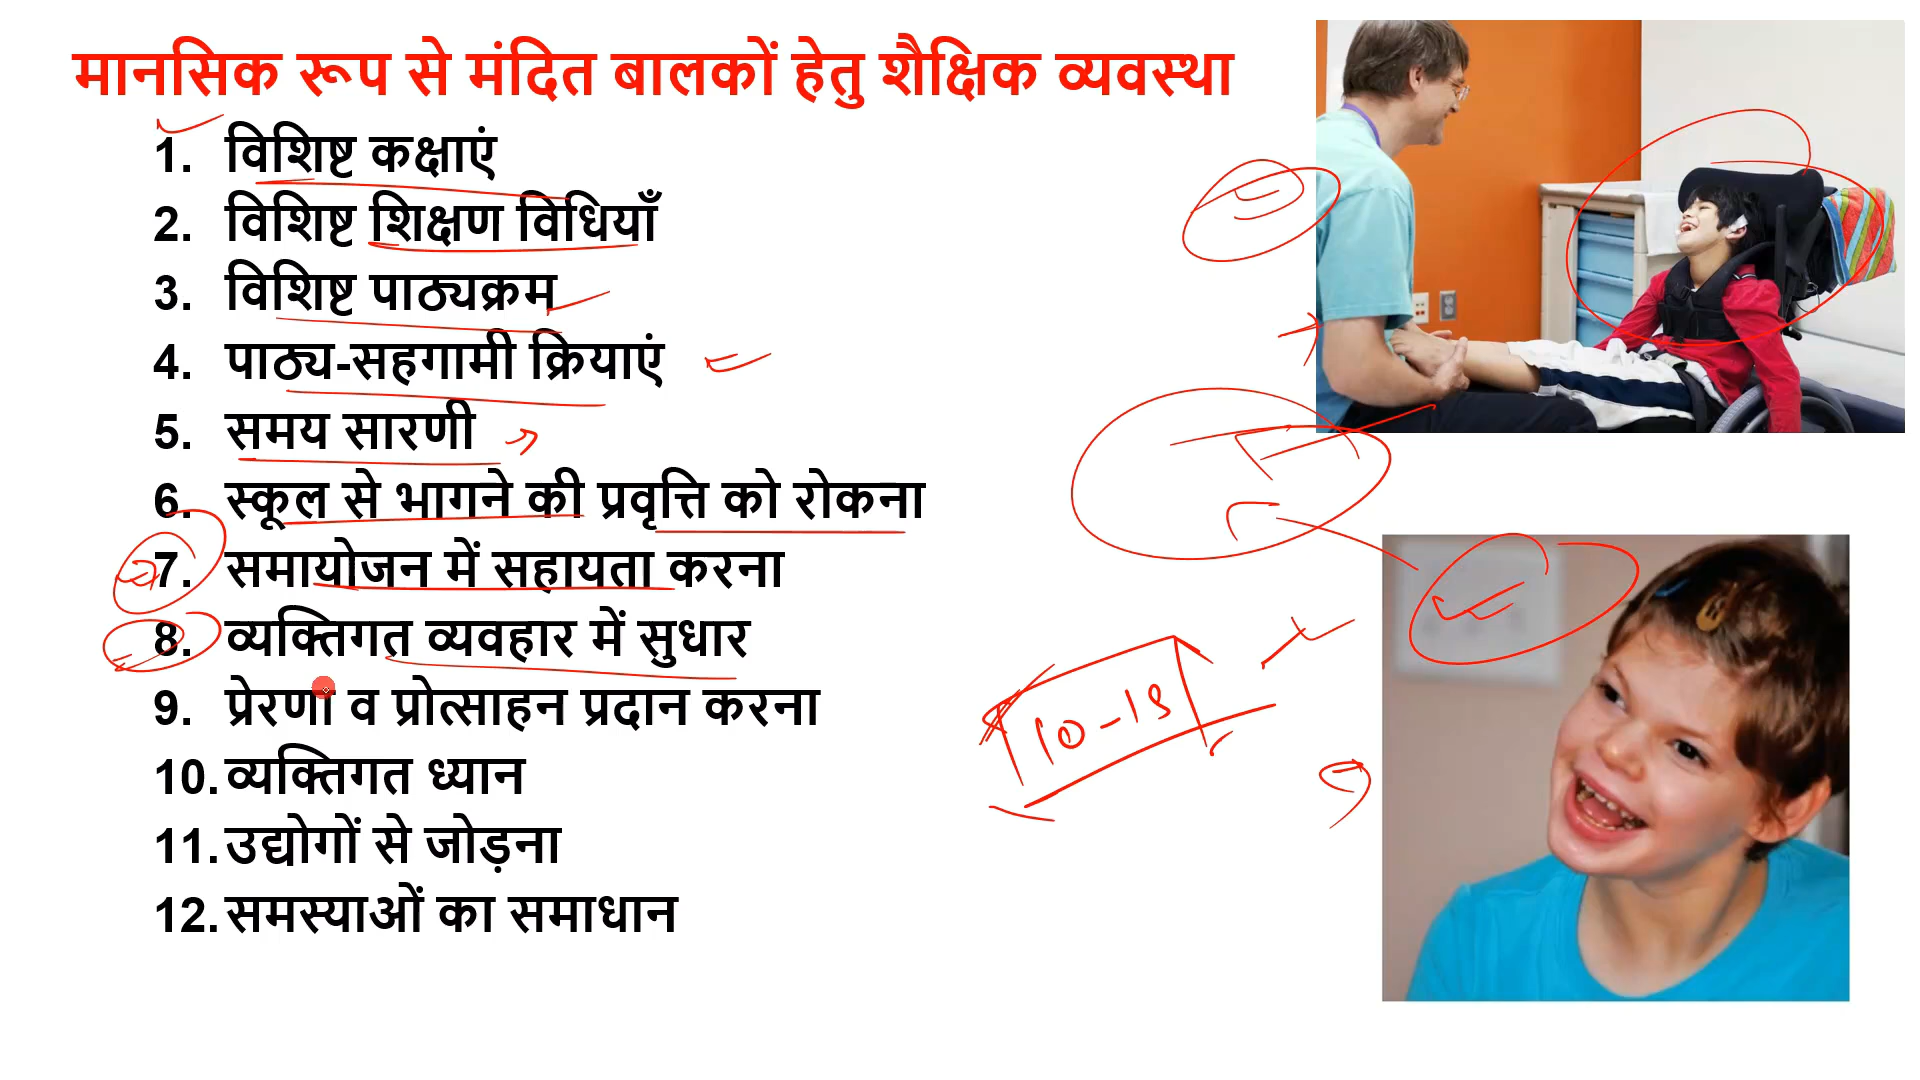 मानसिक रूप से मंदित बालकों हेतु शैक्षिक व्यवस्था
1. विशिष्ट कक्षाएं
2. विशिष्ट शिक्षण विधियाँ
3. विशिष्ट पाठ्यक्रम
4. पाठ्य-सहगामी क्रियाएं
5. समय सारणी
6. स्कूल से भागने की प्रवृत्ति को रोकना
7. समायोजन में सहायता करना
8. व्यक्तिगत व्यवहार में सुधार
9. प्रेरणा व प्रोत्साहन प्रदान करना
10. व्यक्तिगत ध्यान
11. उद्योगों से जोड़ना
12. समस्याओं का समाधान